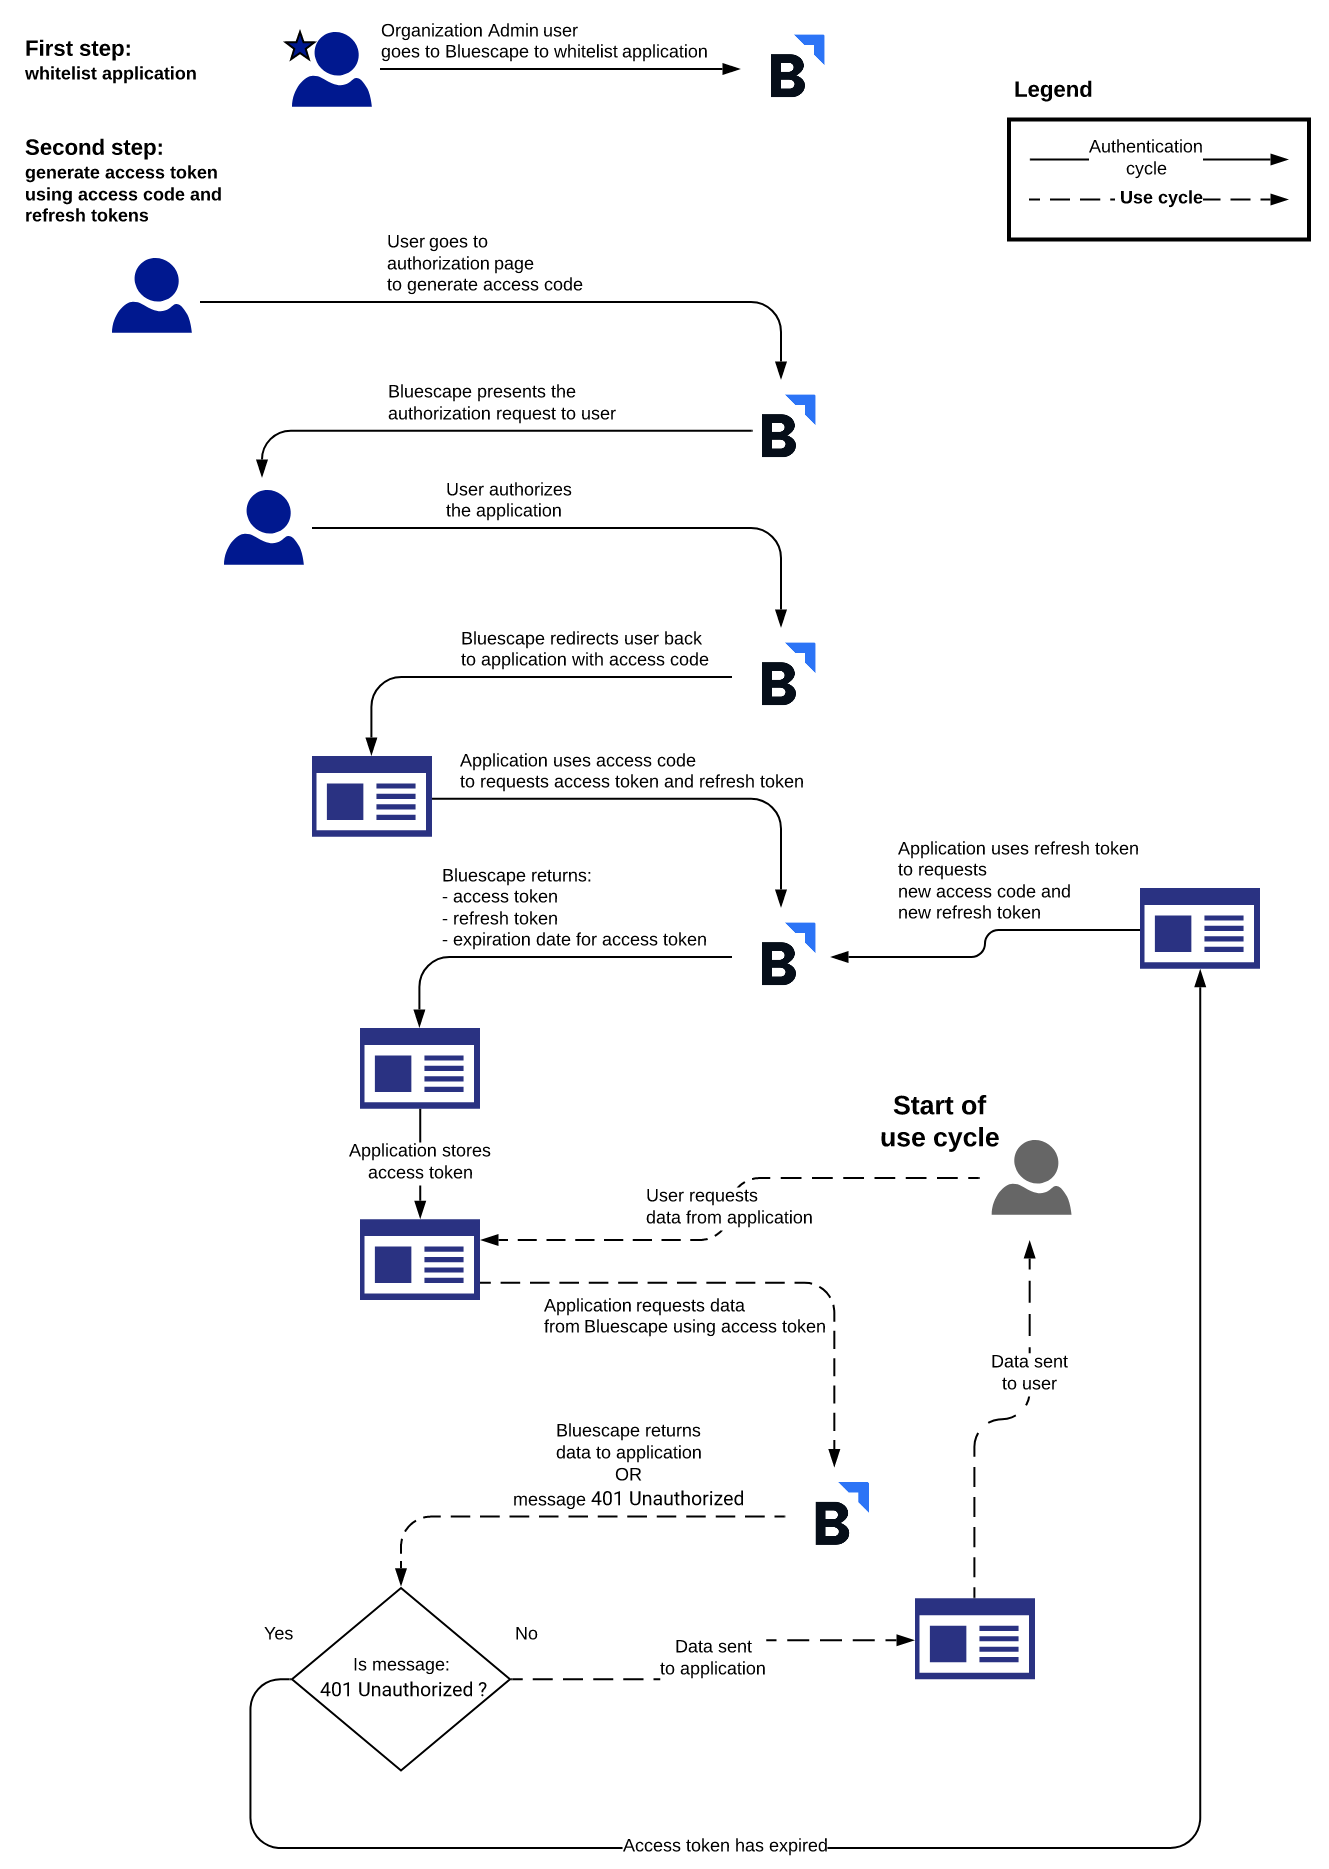 First step:
whitelist application
Organization Admin user
goes to Bluescape to whitelist application
B
Legend
Authentication
cycle
Use cycle
Second step:
generate access token
using access code and
refresh tokens
User goes to
authorization page
to generate access code
Bluescape presents the
authorization request to user
B
User authorizes
the application
Bluescape redirects user back
to application with access code
B
Application uses access code
to requests access token and refresh token
Application uses refresh token
to requests
new access code and
new refresh token
Bluescape returns:
- access token
- refresh token
- expiration date for access token
B
Application stores
access token
Start of
use cycle
User requests
data from application
Application requests data
from Bluescape using access token
Data sent
to user
Bluescape returns
data to application
OR
message 401 Unauthorized
B
Yes
No
Is message:
401 Unauthorized ?
Data sent
to application
Access token has expired